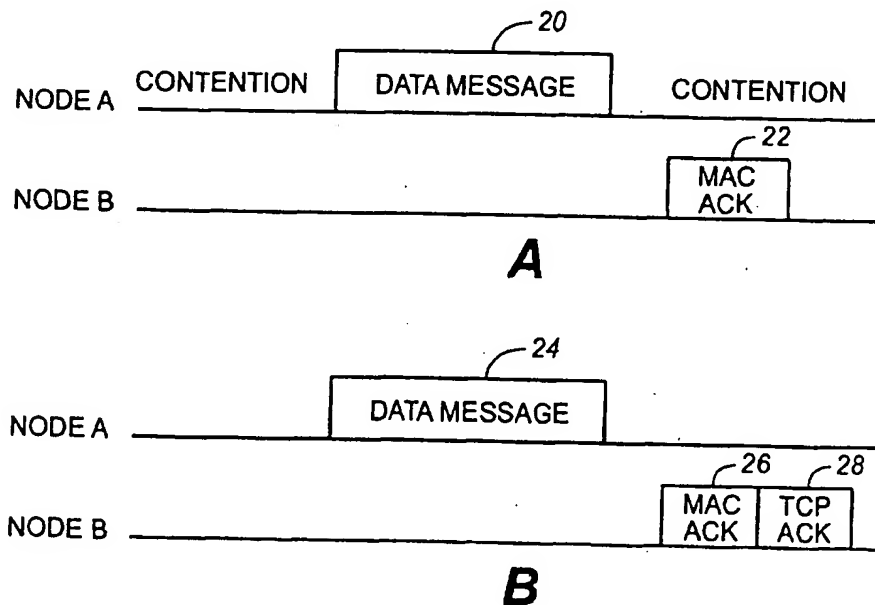 20
CONTENTION
DATA MESSAGE
CONTENTION
NODE A
22
MAC
ACK
NODE B
A
24
DATA MESSAGE
NODE A
26
28
MAC
ACK
TCP
ACK
NODE B
B